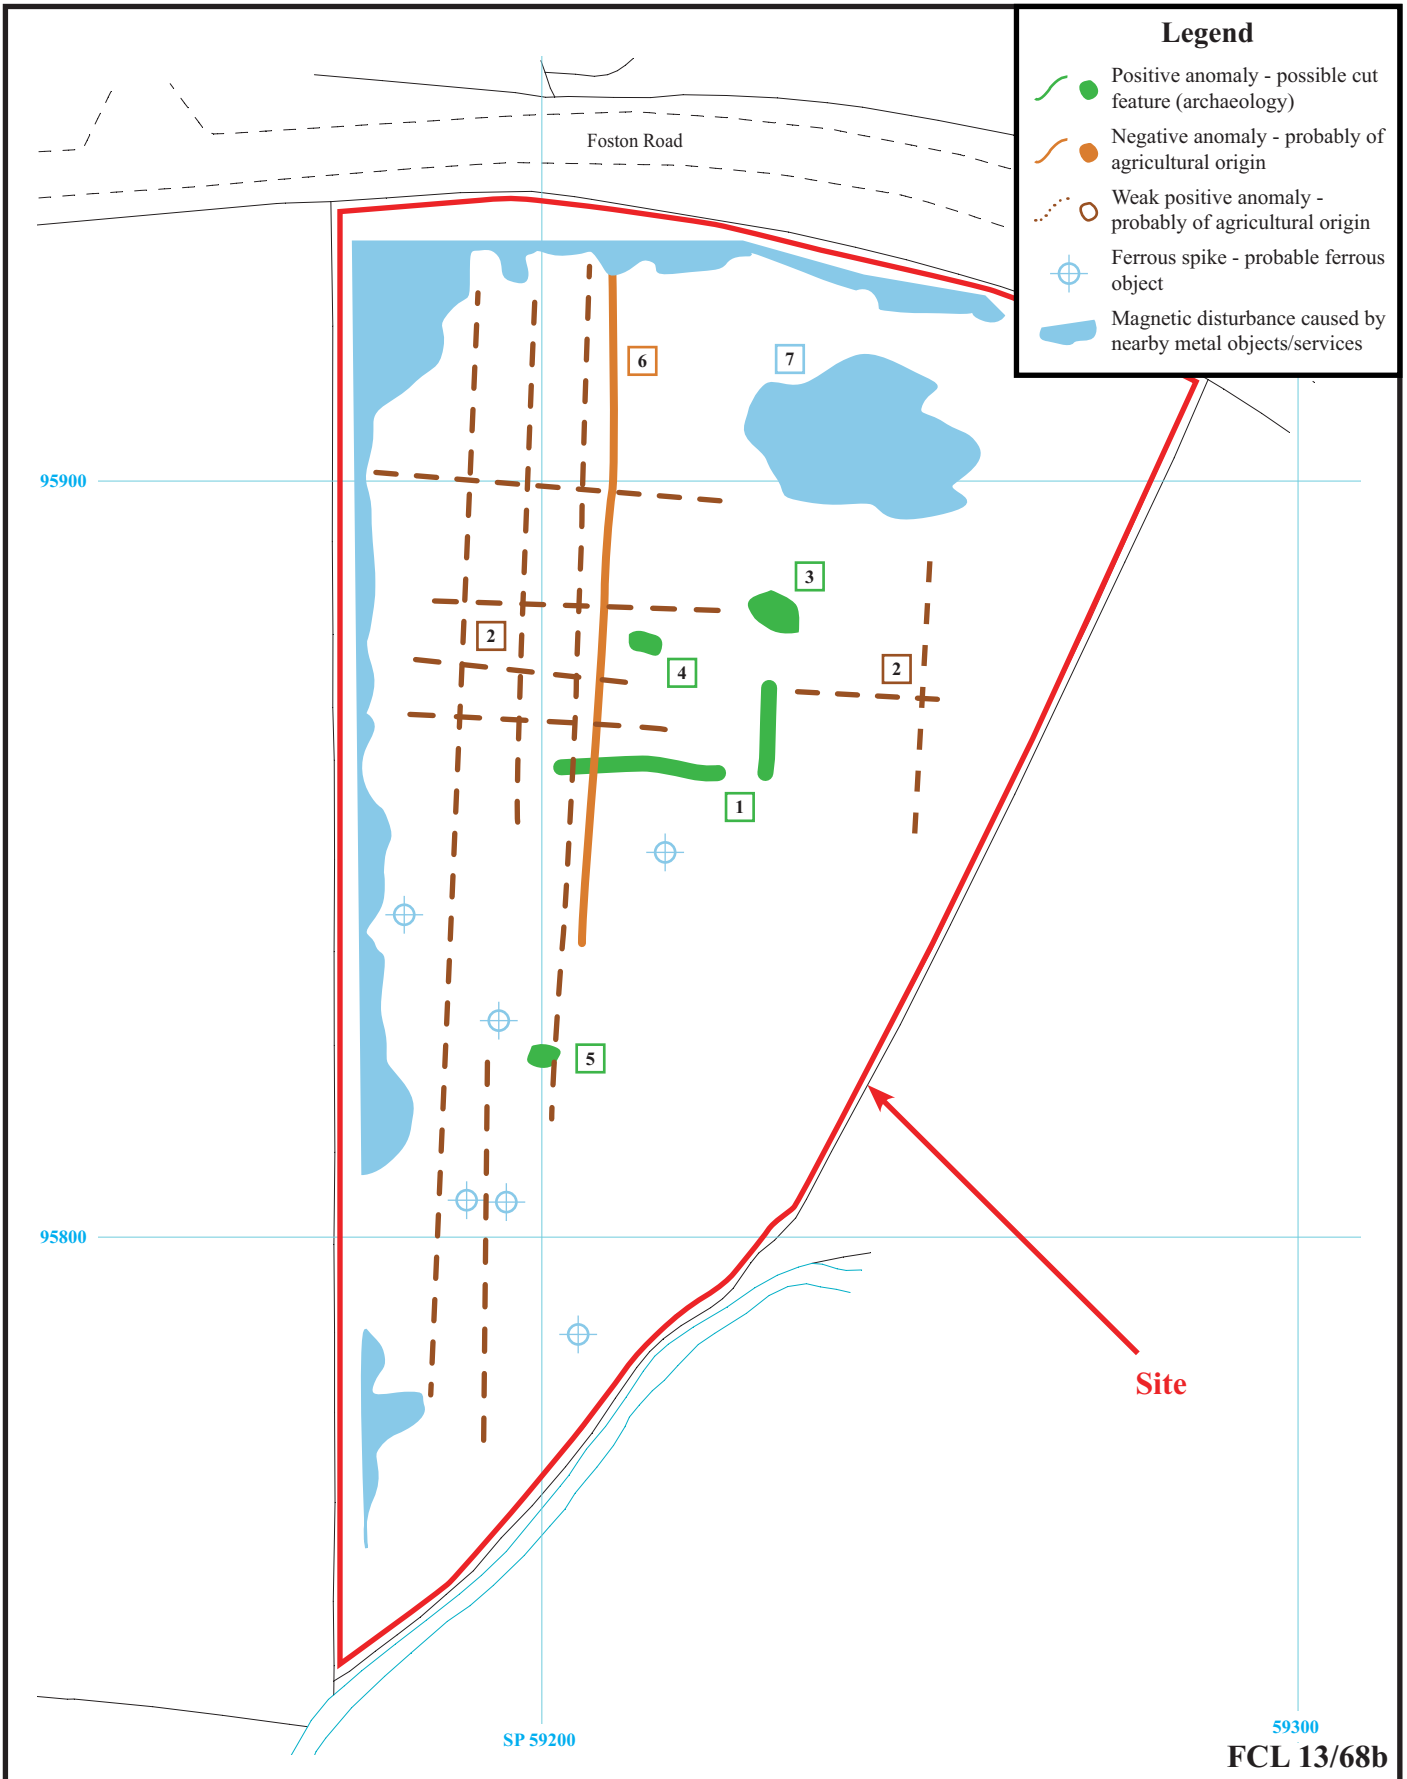 Legend
Positive anomaly - possible cut
feature (archaeology)
Negative anomaly - probably of
agricultural origin
Weak positive anomaly -
probably of agricultural origin
Ferrous spike - probable ferrous
object
Magnetic disturbance caused by
nearby metal objects/services
Foston Road
6
7
95900
3
2
4
2
1
5
95800
Site
SP 59200
59300
FCL 13/68b